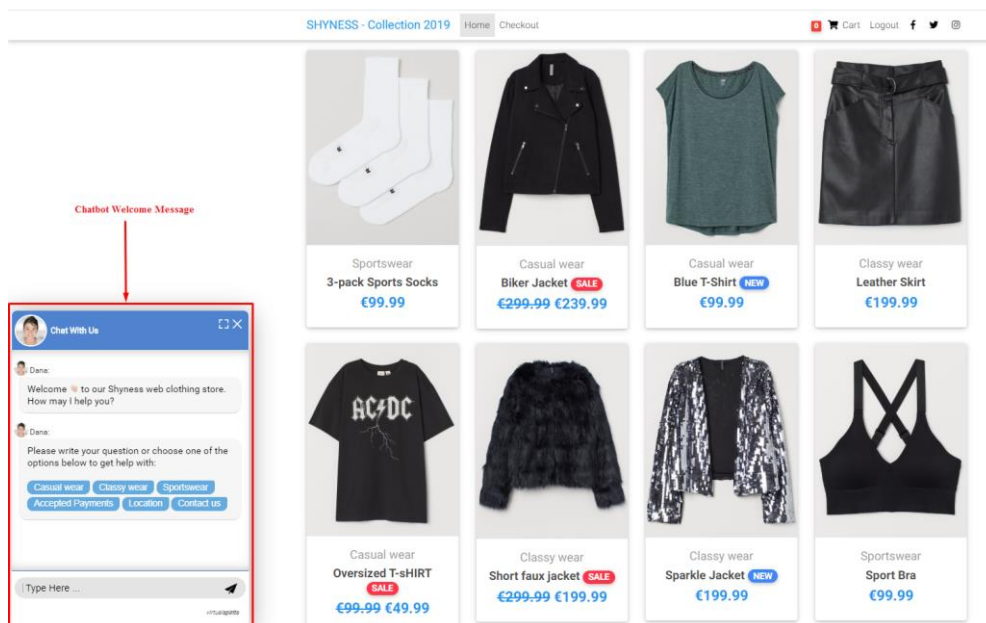 SHYNESS - Collection 2019 Home Checkout 0 Cart Logout
Chatbot Welcome Message
Sportswear
3-pack Sports Socks
€99.99
Casual wear
Biker Jacket SALE
€299.99 €239.99
Casual wear
Blue T-Shirt NEW
€99.99
Classy wear
Leather Skirt
€199.99
Chat With Us
Dana:
Welcome 👋🏻 to our Shyness web clothing store.
How may I help you?
Dana:
Please write your question or choose one of the
options below to get help with:
Casual wear Classy wear Sportswear
Accepted Payments Location Contact us
Type Here ...
virtualspirits
AC⚡DC
Casual wear
Oversized T-sHIRT
SALE
€99.99 €49.99
Classy wear
Short faux jacket SALE
€299.99 €199.99
Classy wear
Sparkle Jacket NEW
€199.99
Sportswear
Sport Bra
€99.99